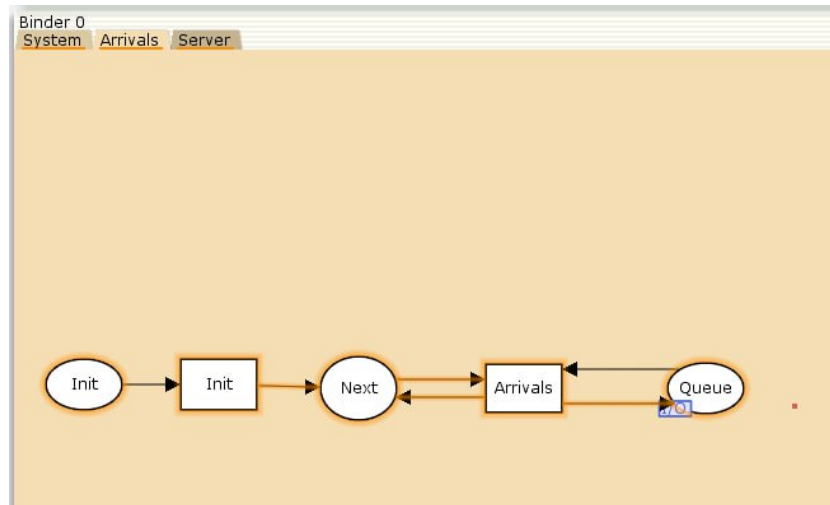 Binder 0
System Arrivals Server
Init Init Next Arrivals Queue
I/O